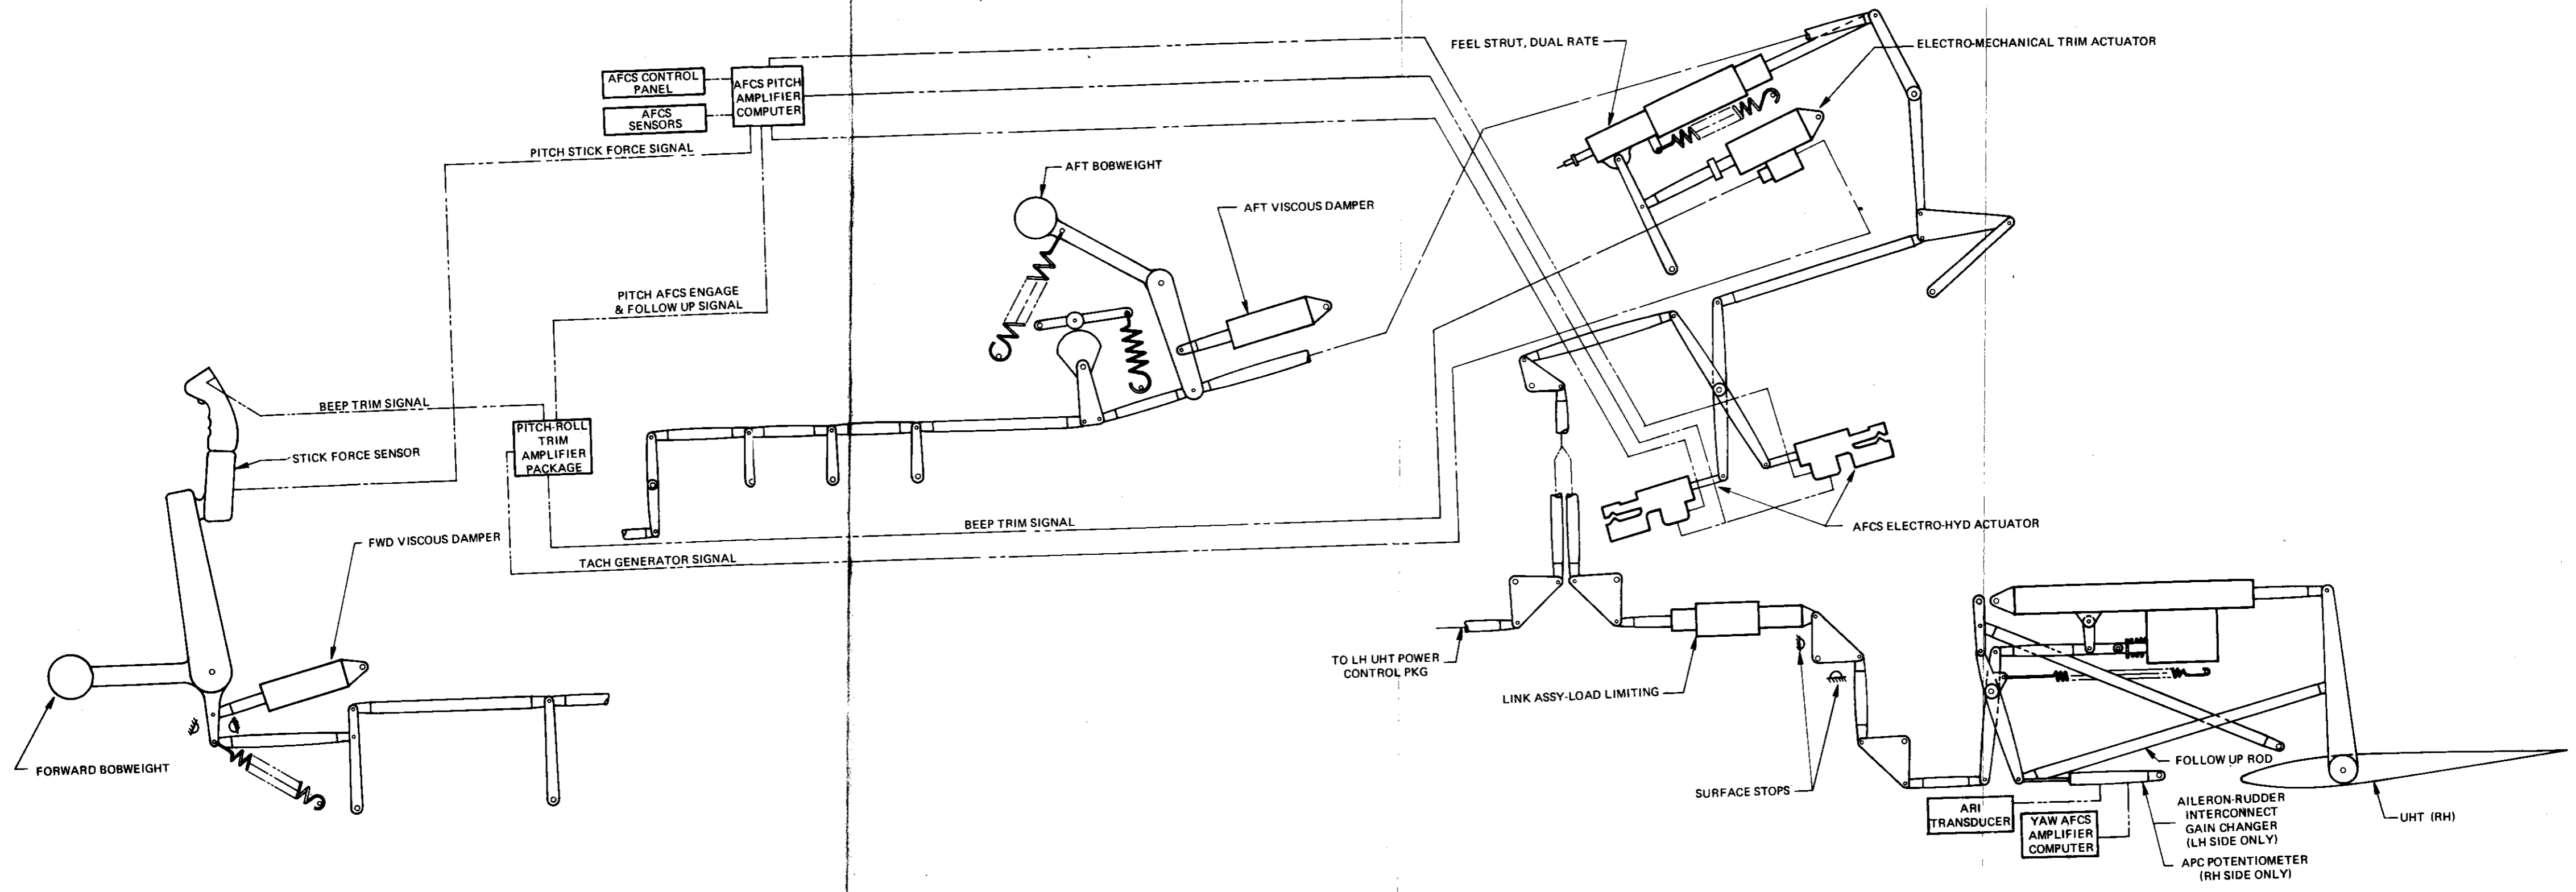 FEEL STRUT, DUAL RATE
ELECTRO-MECHANICAL TRIM ACTUATOR
AFCS CONTROL
PANEL
AFCS
SENSORS
AFCS PITCH
AMPLIFIER
COMPUTER
PITCH STICK FORCE SIGNAL
AFT BOBWEIGHT
AFT VISCOUS DAMPER
PITCH AFCS ENGAGE
& FOLLOW UP SIGNAL
BEEP TRIM SIGNAL
PITCH-ROLL
TRIM
AMPLIFIER
PACKAGE
STICK FORCE SENSOR
FWD VISCOUS DAMPER
BEEP TRIM SIGNAL
TACH GENERATOR SIGNAL
AFCS ELECTRO-HYD ACTUATOR
FORWARD BOBWEIGHT
TO LH UHT POWER
CONTROL PKG
LINK ASSY-LOAD LIMITING
SURFACE STOPS
FOLLOW UP ROD
ARI
TRANSDUCER
YAW AFCS
AMPLIFIER
COMPUTER
AILERON-RUDDER
INTERCONNECT
GAIN CHANGER
(LH SIDE ONLY)
APC POTENTIOMETER
(RH SIDE ONLY)
UHT (RH)